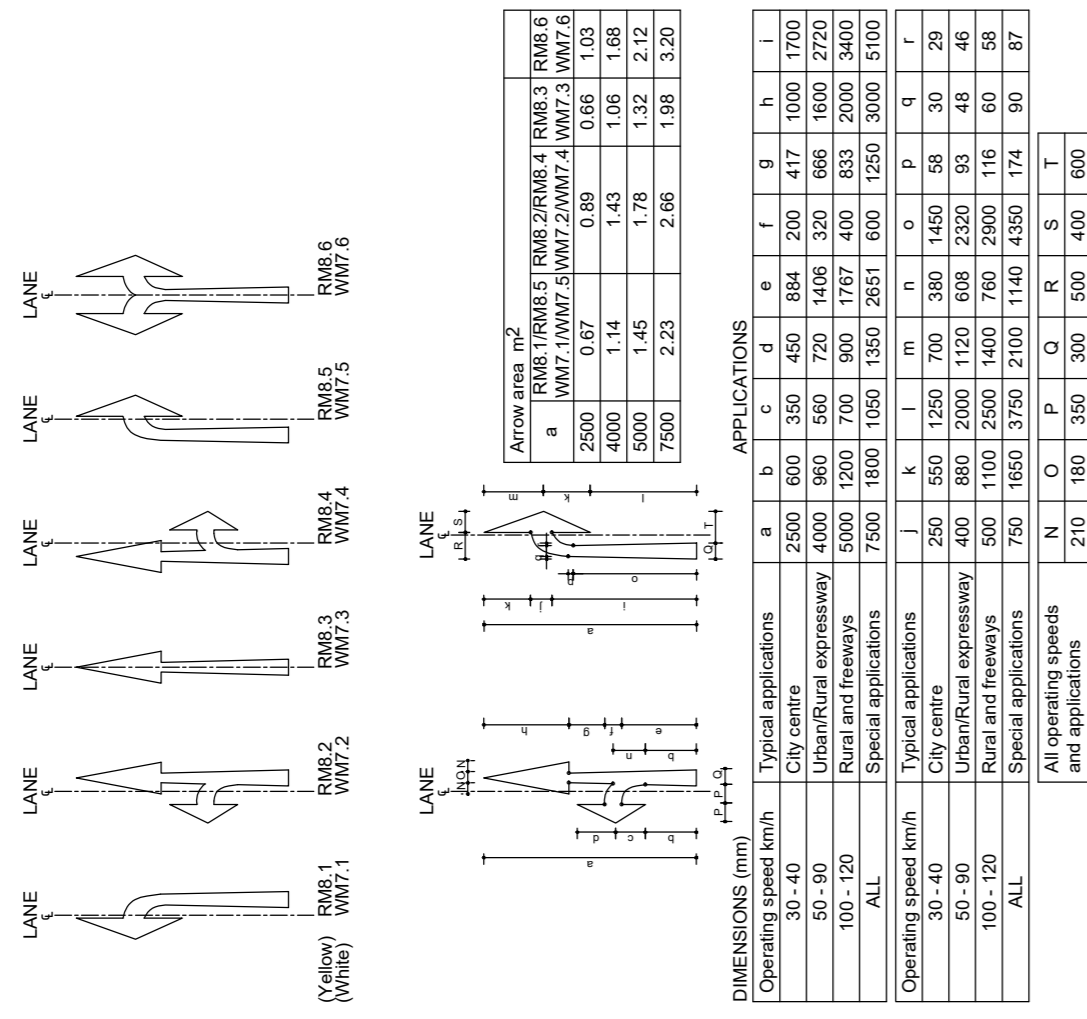 LANE LANE LANE LANE LANE LANE
℄ ℄ ℄ ℄ ℄ ℄
(Yellow) RM8.1 RM8.2 RM8.3 RM8.4 RM8.5 RM8.6
(White) WM7.1 WM7.2 WM7.3 WM7.4 WM7.5 WM7.6
LANE
℄
N O N
a
d
c
b
h
g
f
e
n
b
P P Q
LANE
℄
R S
a
k
j
i
p
o
m
k
l
Q T
Arrow area m2
a RM8.1/RM8.5 RM8.2/RM8.4 RM8.3 RM8.6
WM7.1/WM7.5 WM7.2/WM7.4 WM7.3 WM7.6
2500 0.67 0.89 0.66 1.03
4000 1.14 1.43 1.06 1.68
5000 1.45 1.78 1.32 2.12
7500 2.23 2.66 1.98 3.20
DIMENSIONS (mm) APPLICATIONS
Operating speed km/h Typical applications a b c d e f g h i
30 - 40 City centre 2500 600 350 450 884 200 417 1000 1700
50 - 90 Urban/Rural expressway 4000 960 560 720 1406 320 666 1600 2720
100 - 120 Rural and freeways 5000 1200 700 900 1767 400 833 2000 3400
ALL Special applications 7500 1800 1050 1350 2651 600 1250 3000 5100
Operating speed km/h Typical applications j k l m n o p q r
30 - 40 City centre 250 550 1250 700 380 1450 58 30 29
50 - 90 Urban/Rural expressway 400 880 2000 1120 608 2320 93 48 46
100 - 120 Rural and freeways 500 1100 2500 1400 760 2900 116 60 58
ALL Special applications 750 1650 3750 2100 1140 4350 174 90 87
All operating speeds N O P Q R S T
and applications 210 180 350 300 500 400 600